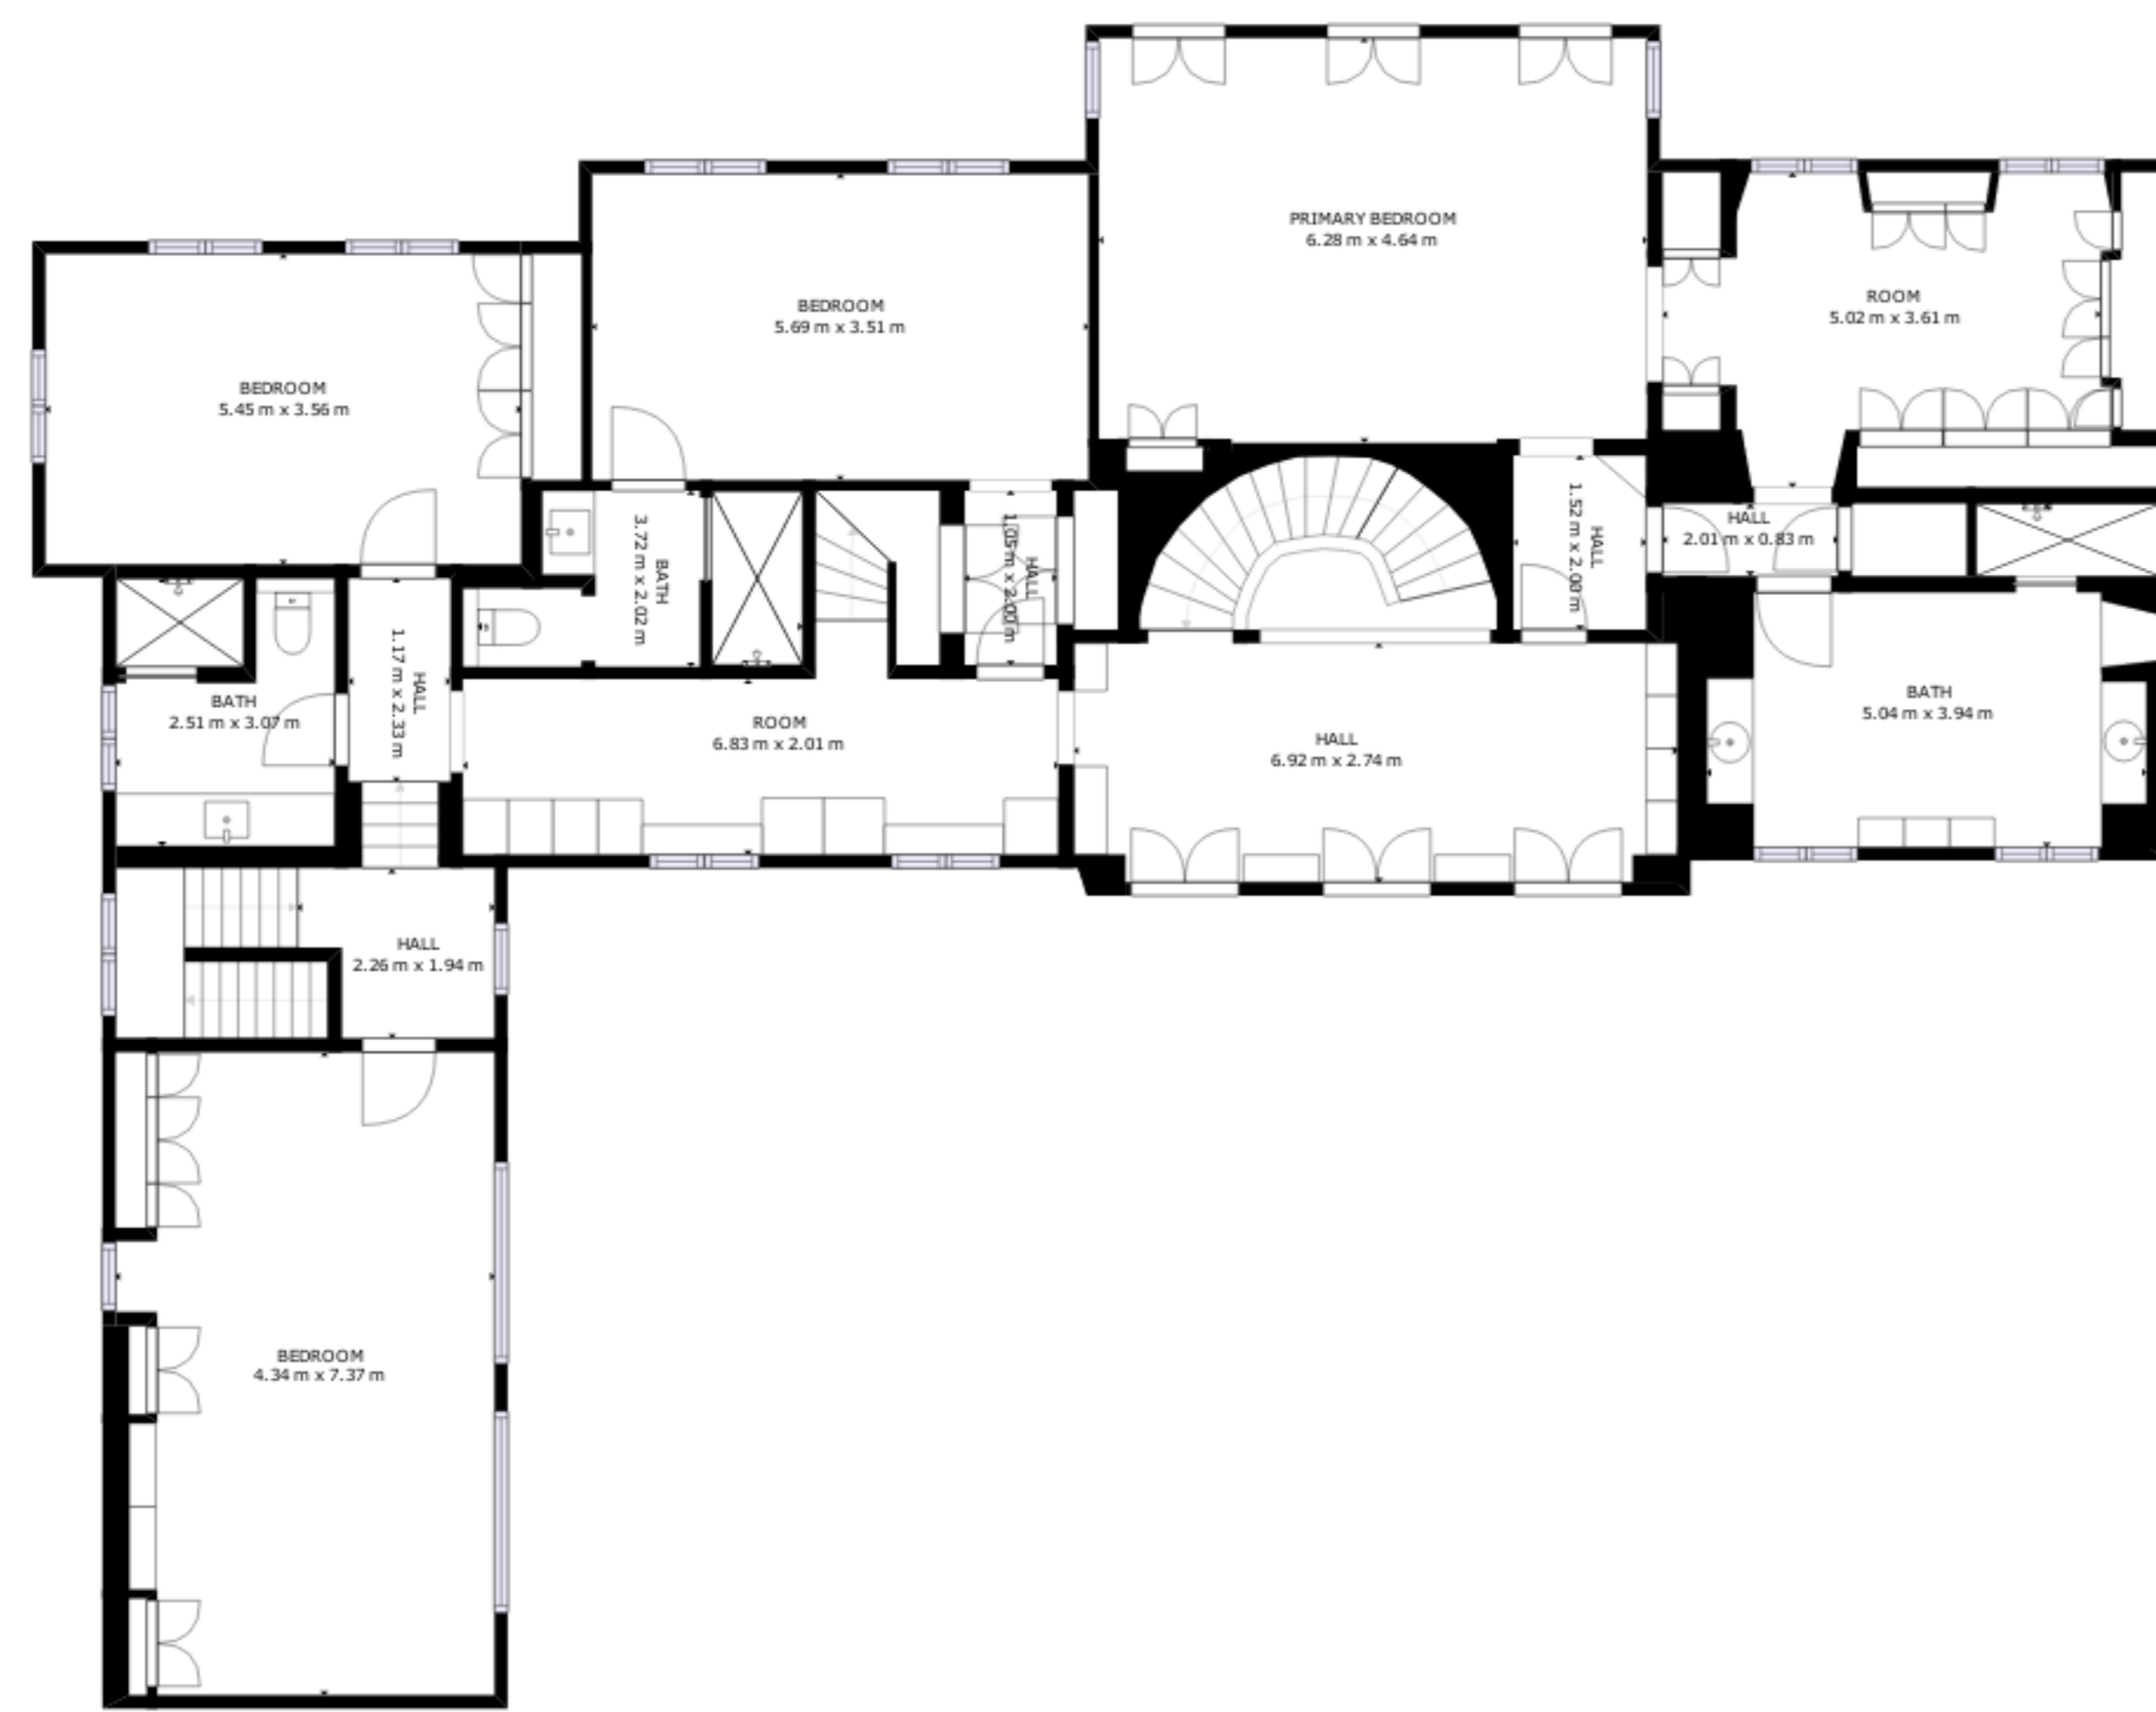 PRIMARY BEDROOM
6.28 m x 4.64 m
ROOM
5.02 m x 3.61 m
BEDROOM
5.69 m x 3.51 m
BEDROOM
5.45 m x 3.56 m
HALL
2.01 m x 0.83 m
HALL
1.52 m x 2.00 m
HALL
1.05 m x 2.00 m
BATH
3.72 m x 2.02 m
HALL
1.17 m x 2.33 m
BATH
2.51 m x 3.07 m
ROOM
6.83 m x 2.01 m
HALL
6.92 m x 2.74 m
BATH
5.04 m x 3.94 m
HALL
2.26 m x 1.94 m
BEDROOM
4.34 m x 7.37 m